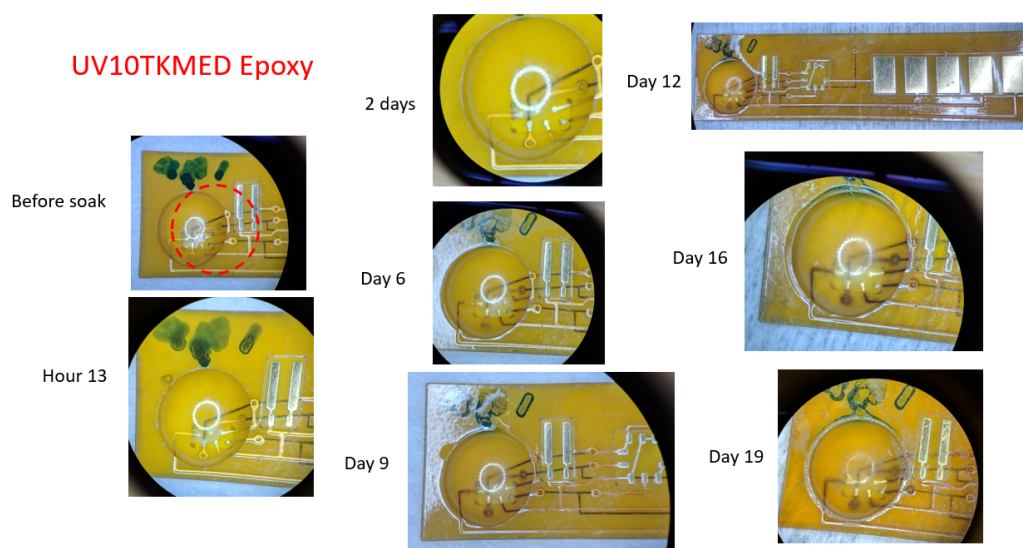 UV10TKMED Epoxy
Before soak
Hour 13
2 days
Day 6
Day 9
Day 12
Day 16
Day 19